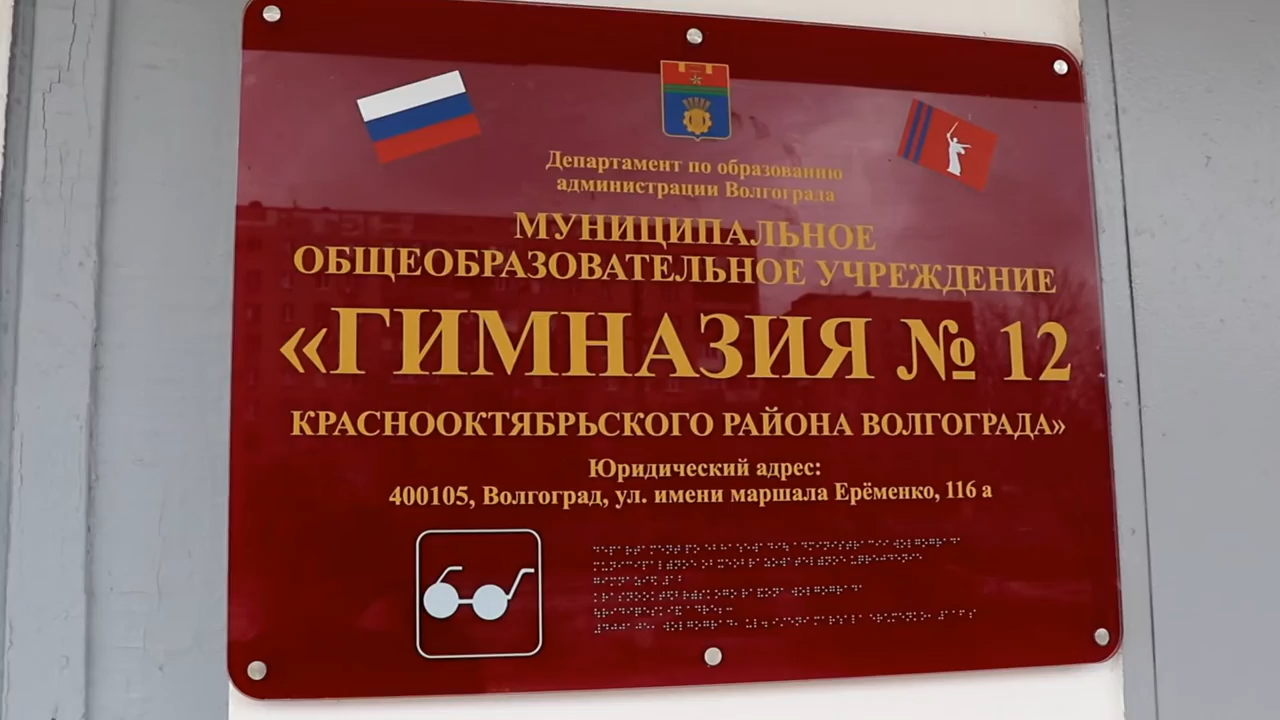 Департамент по образованию
администрации Волгограда
МУНИЦИПАЛЬНОЕ
ОБЩЕОБРАЗОВАТЕЛЬНОЕ УЧРЕЖДЕНИЕ
«ГИМНАЗИЯ № 12
КРАСНООКТЯБРЬСКОГО РАЙОНА ВОЛГОГРАДА»
Юридический адрес:
400105, Волгоград, ул. имени маршала Ерёменко, 116 а